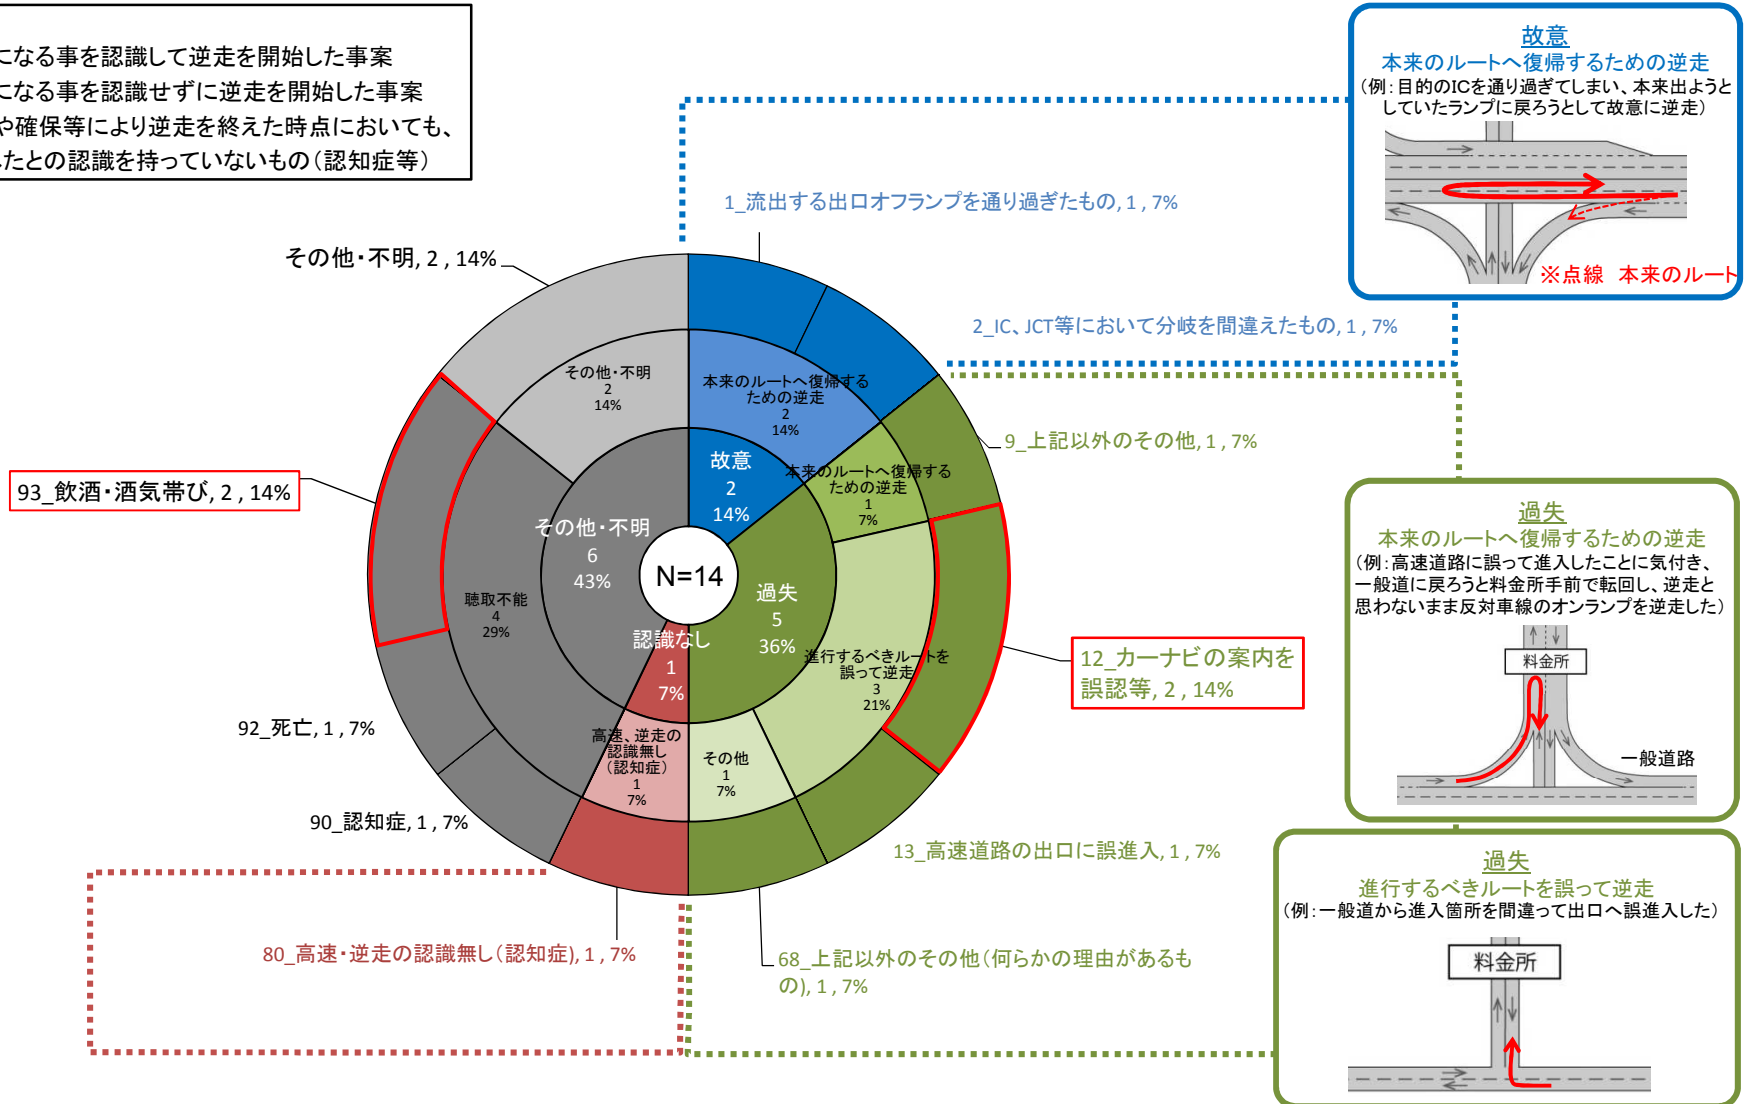 になる事を認識して逆走を開始した事案
になる事を認識せずに逆走を開始した事案
や確保等により逆走を終えた時点においても、
たとの認識を持っていないもの（認知症等）
故意
本来のルートへ復帰するための逆走
（例：目的のICを通り過ぎてしまい、本来出ようと
していたランプに戻ろうとして故意に逆走）
※点線　本来のルート
1_流出する出口オフランプを通り過ぎたもの, 1 , 7%
その他・不明, 2 , 14%
2_IC、JCT等において分岐を間違えたもの, 1 , 7%
その他・不明
2
14%
本来のルートへ復帰する
ための逆走
2
14%
9_上記以外のその他, 1 , 7%
故意
2
14%
本来のルートへ復帰する
ための逆走
1
7%
93_飲酒・酒気帯び, 2 , 14%
その他・不明
6
43%
N=14
過失
5
36%
聴取不能
4
29%
認識なし
1
7%
進行するべきルートを
誤って逆走
3
21%
12_カーナビの案内を
誤認等, 2 , 14%
過失
本来のルートへ復帰するための逆走
（例：高速道路に誤って進入したことに気付き、
一般道に戻ろうと料金所手前で転回し、逆走と
思わないまま反対車線のオンランプを逆走した）
料金所
一般道路
92_死亡, 1 , 7%
高速、逆走の
認識無し
（認知症）
1
7%
その他
1
7%
90_認知症, 1 , 7%
13_高速道路の出口に誤進入, 1 , 7%
80_高速・逆走の認識無し（認知症）, 1 , 7%
68_上記以外のその他（何らかの理由があるも
の）, 1 , 7%
過失
進行するべきルートを誤って逆走
（例：一般道から進入箇所を間違って出口へ誤進入した）
料金所